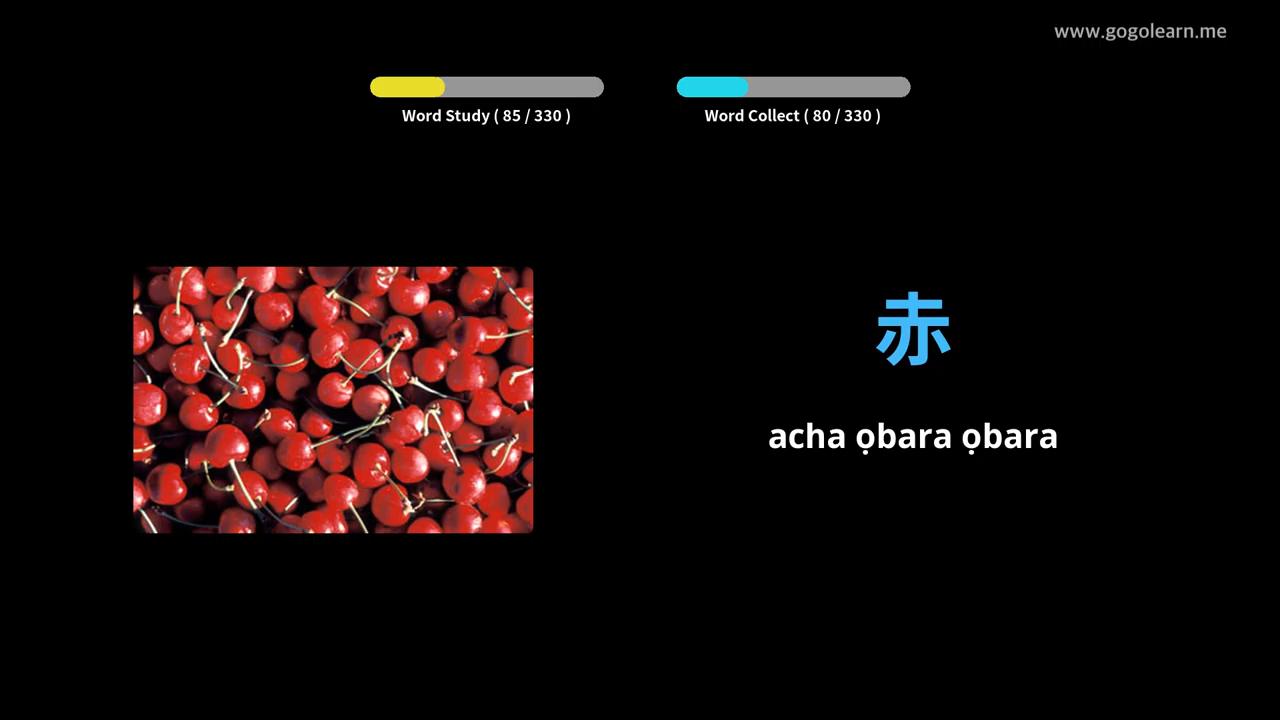 www.gogolearn.me
Word Study ( 85 / 330 )
Word Collect ( 80 / 330 )
赤
acha ọbara ọbara